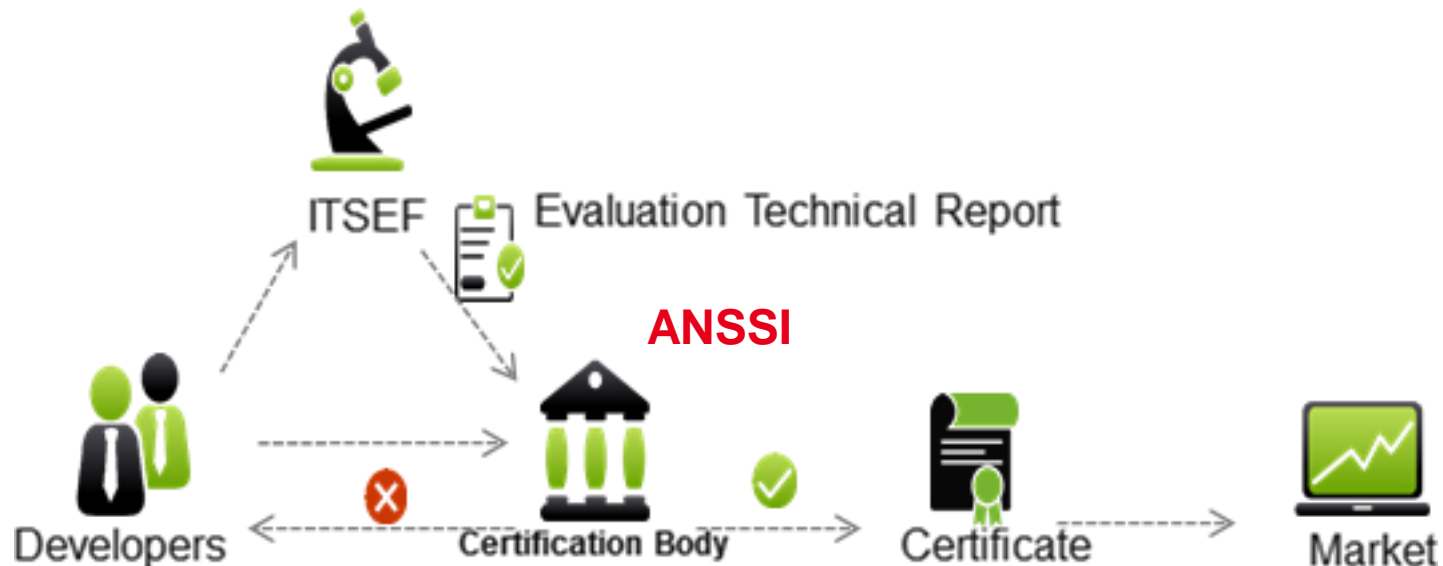 ITSEF
Evaluation Technical Report
ANSSI
Developers
Certification Body
Certificate
Market